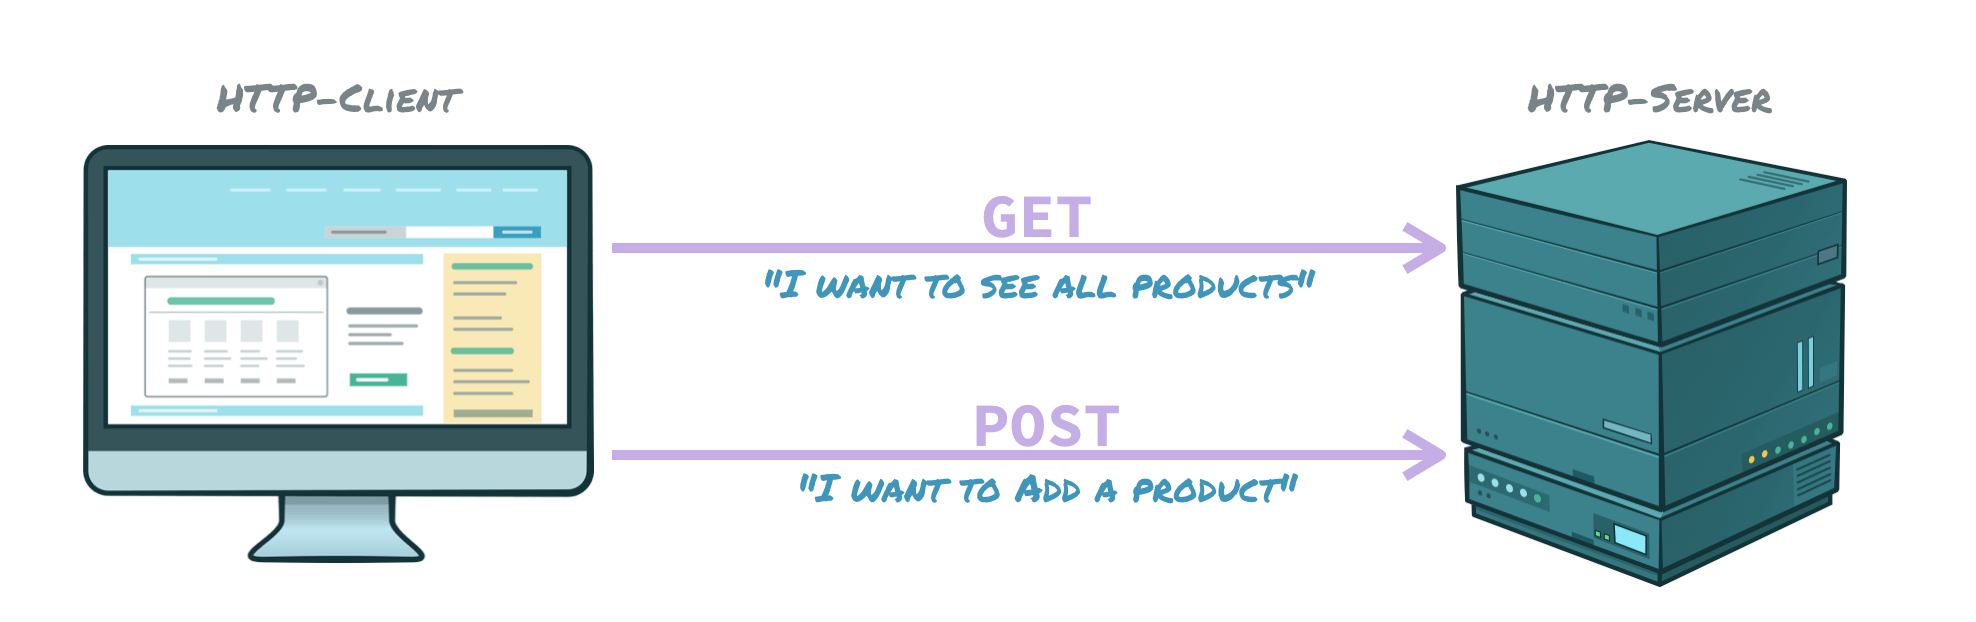 HTTP-Client
HTTP-Server
GET
"I want to see all products"
POST
"I want to Add a product"